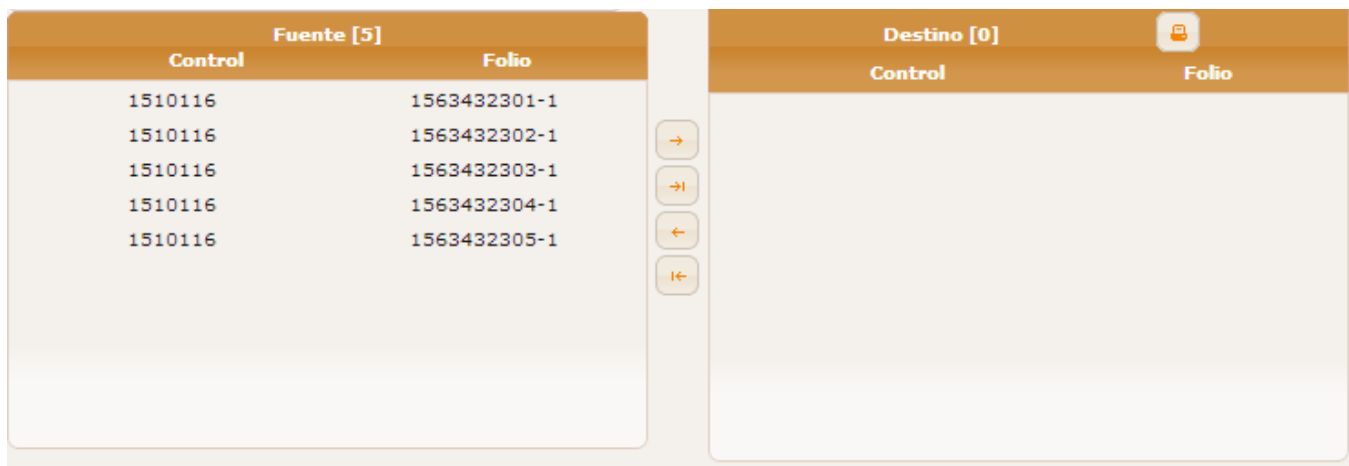 Fuente [5]
Control Folio
1510116 1563432301-1
1510116 1563432302-1
1510116 1563432303-1
1510116 1563432304-1
1510116 1563432305-1
Destino [0]
Control Folio